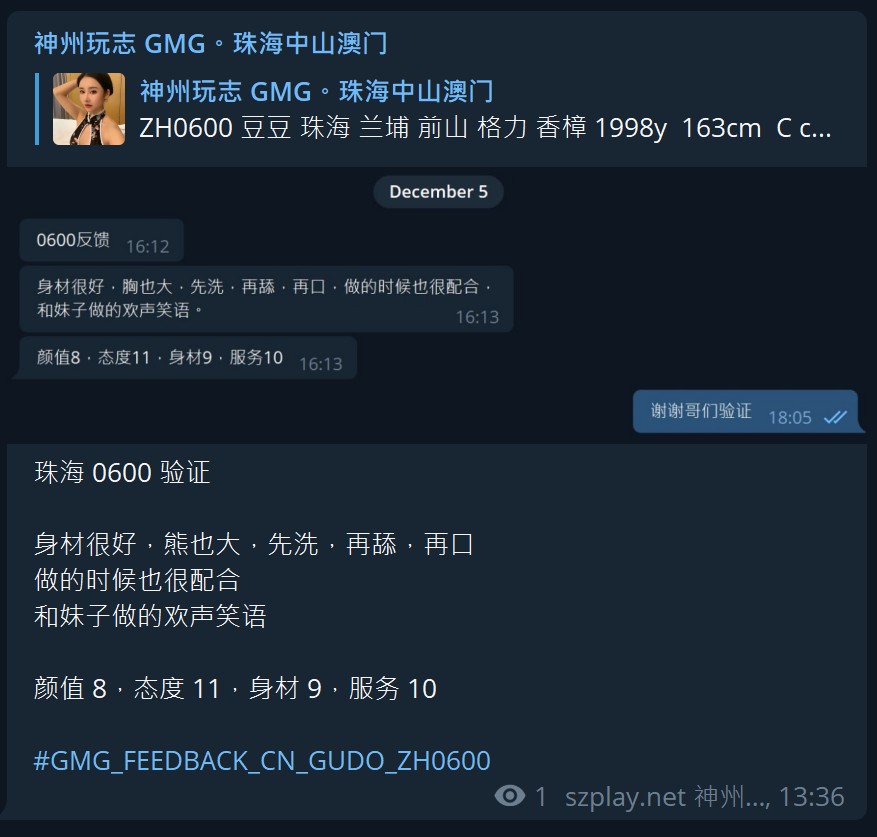 神州玩志 GMG。珠海中山澳门
神州玩志 GMG。珠海中山澳门
ZH0600 豆豆 珠海 兰埔 前山 格力 香樟 1998y 163cm C c...
December 5
0600反馈 16:12
身材很好，胸也大，先洗，再舔，再口，做的时候也很配合，
和妹子做的欢声笑语。 16:13
颜值8，态度11，身材9，服务10 16:13
谢谢哥们验证 18:05
珠海 0600 验证
身材很好，熊也大，先洗，再舔，再口
做的时候也很配合
和妹子做的欢声笑语
颜值 8，态度 11，身材 9，服务 10
#GMG_FEEDBACK_CN_GUDO_ZH0600
1 szplay.net 神州..., 13:36